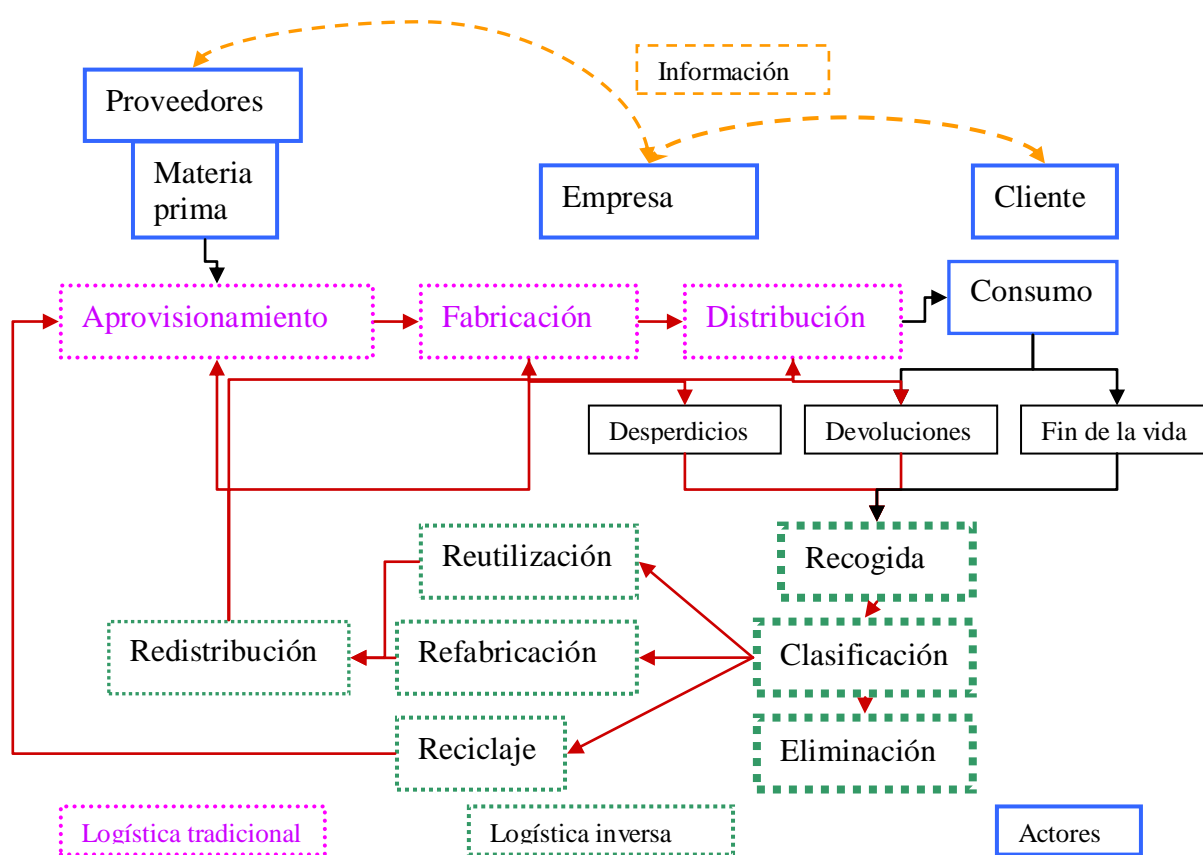 Información
Proveedores
Materia
prima
Empresa
Cliente
Aprovisionamiento
Fabricación
Distribución
Consumo
Desperdicios
Devoluciones
Fin de la vida
Reutilización
Recogida
Redistribución
Refabricación
Clasificación
Reciclaje
Eliminación
Logística tradicional
Logística inversa
Actores